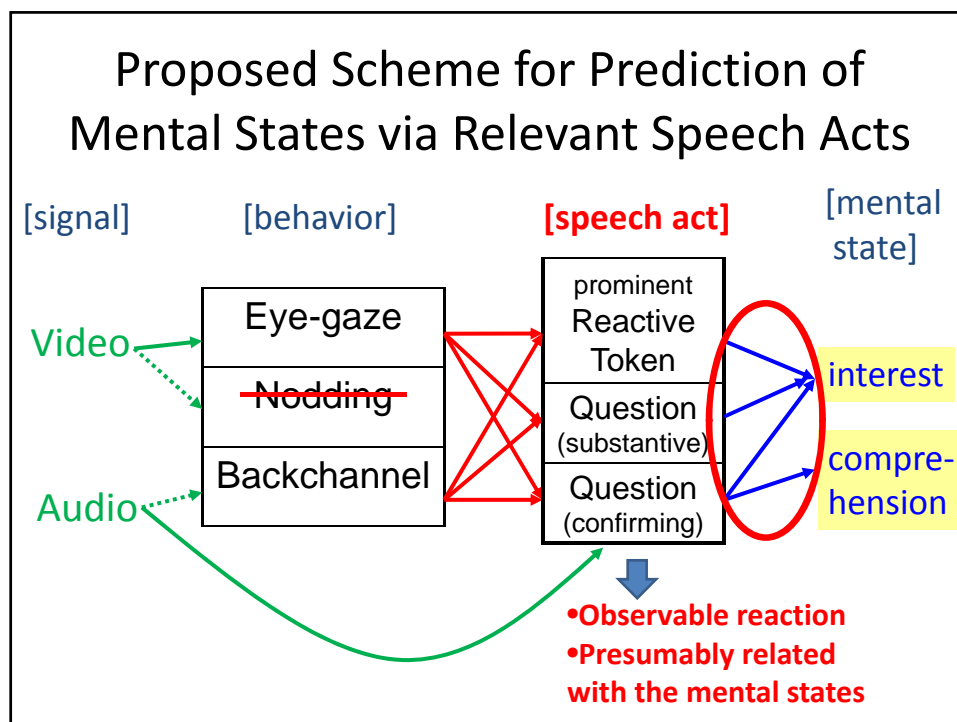 Proposed Scheme for Prediction of
Mental States via Relevant Speech Acts
[signal]
[behavior]
[speech act]
[mental
state]
Video
Audio
Eye-gaze
Nodding
Backchannel
prominent
Reactive
Token
Question
(substantive)
Question
(confirming)
interest
compre-
hension
•Observable reaction
•Presumably related
with the mental states